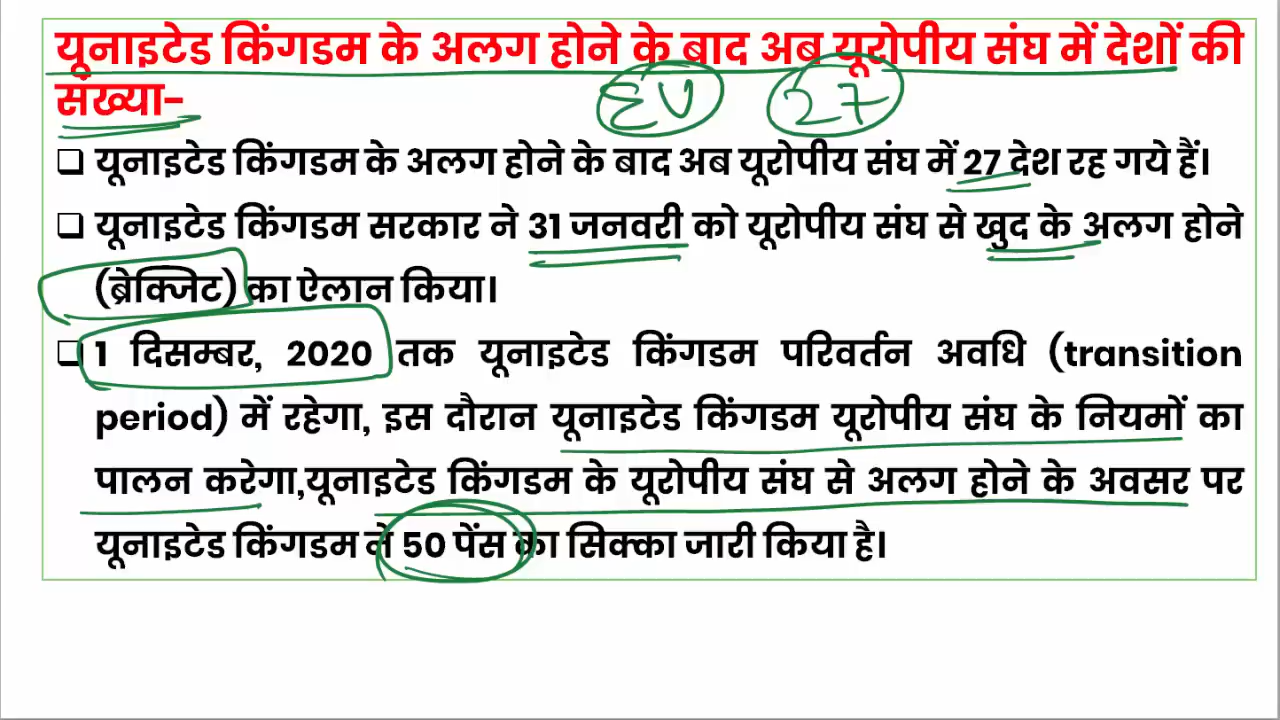 यूनाइटेड किंगडम के अलग होने के बाद अब यूरोपीय संघ में देशों की
संख्या-
EU 27
❑ यूनाइटेड किंगडम के अलग होने के बाद अब यूरोपीय संघ में 27 देश रह गये हैं।
❑ यूनाइटेड किंगडम सरकार ने 31 जनवरी को यूरोपीय संघ से खुद के अलग होने
(ब्रेक्जिट) का ऐलान किया।
❑ 1 दिसम्बर, 2020 तक यूनाइटेड किंगडम परिवर्तन अवधि (transition
period) में रहेगा, इस दौरान यूनाइटेड किंगडम यूरोपीय संघ के नियमों का
पालन करेगा,यूनाइटेड किंगडम के यूरोपीय संघ से अलग होने के अवसर पर
यूनाइटेड किंगडम ने 50 पेंस का सिक्का जारी किया है।